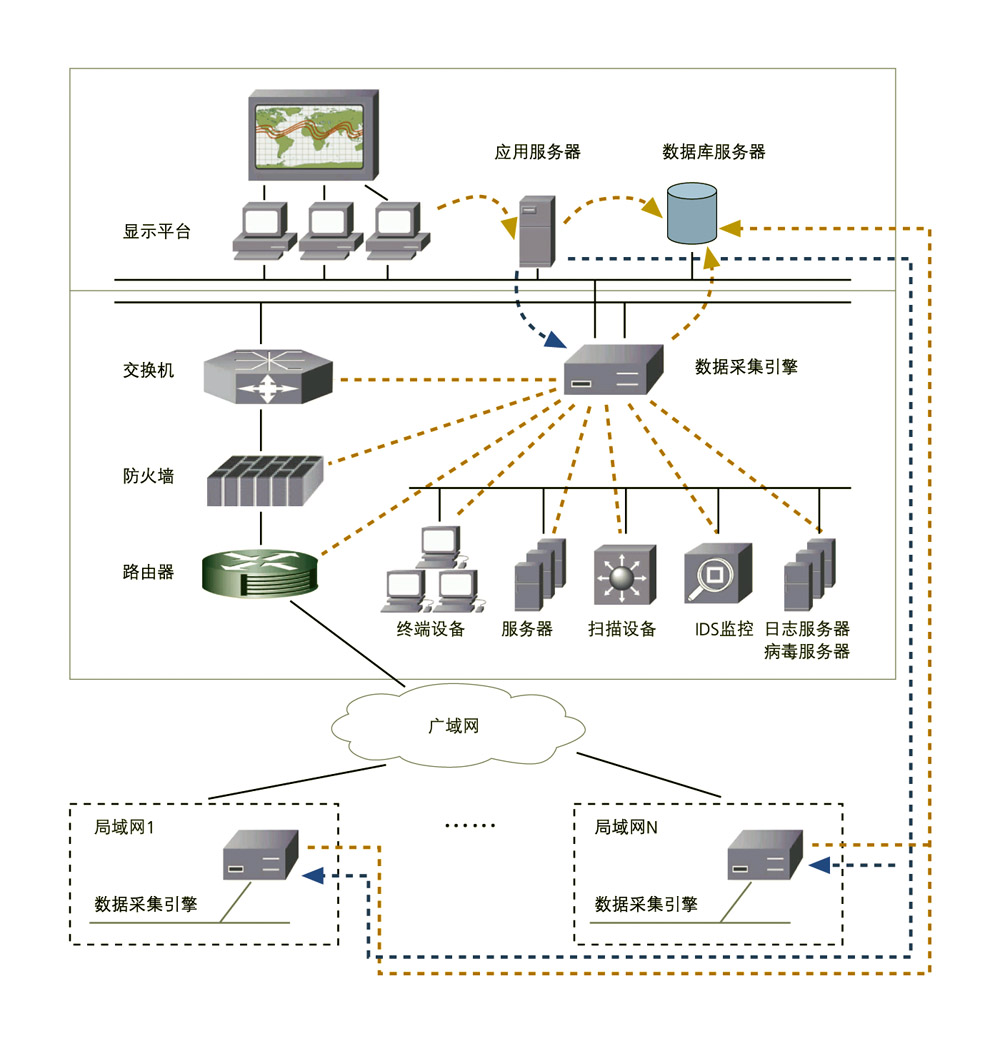 应用服务器
数据库服务器
显示平台
交换机
数据采集引擎
防火墙
路由器
终端设备
服务器
扫描设备
IDS监控
日志服务器
病毒服务器
广域网
局域网1
……
局域网N
数据采集引擎
数据采集引擎